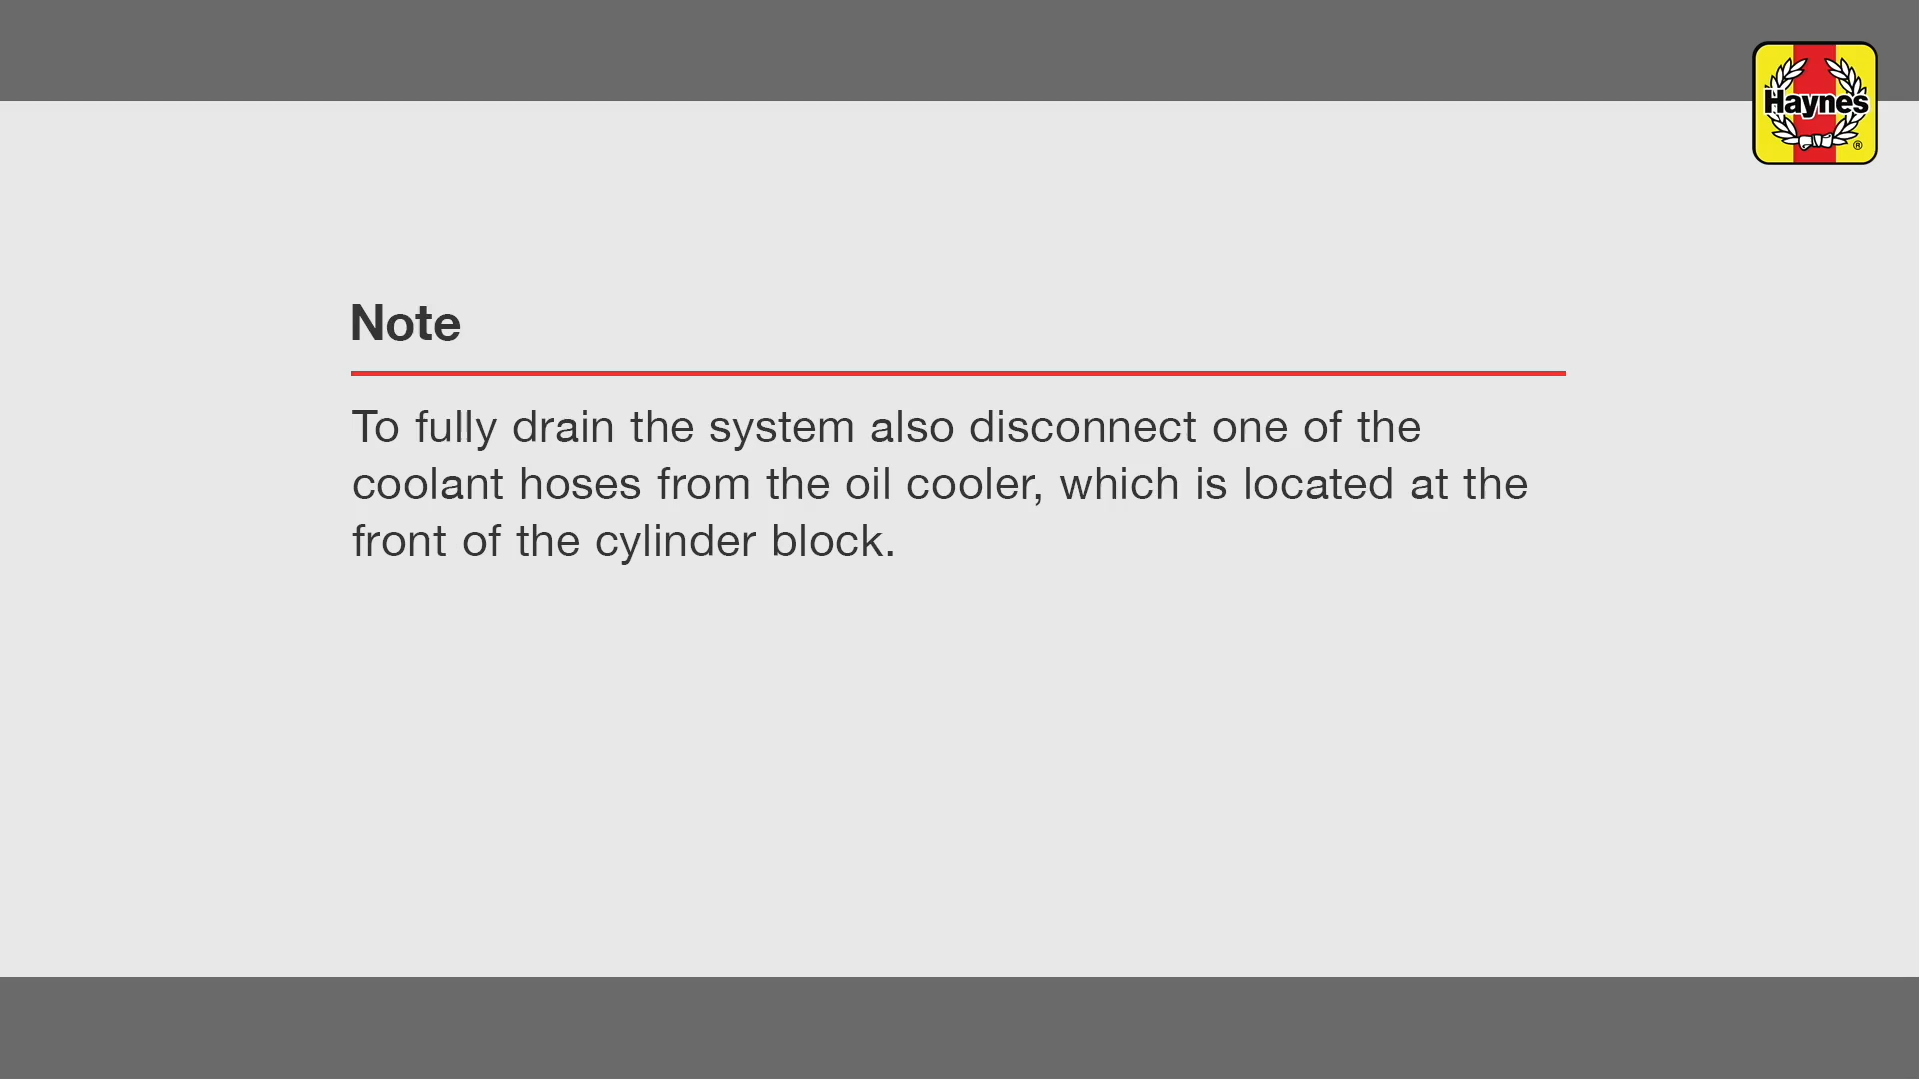 Haynes
®
Note
To fully drain the system also disconnect one of the
coolant hoses from the oil cooler, which is located at the
front of the cylinder block.